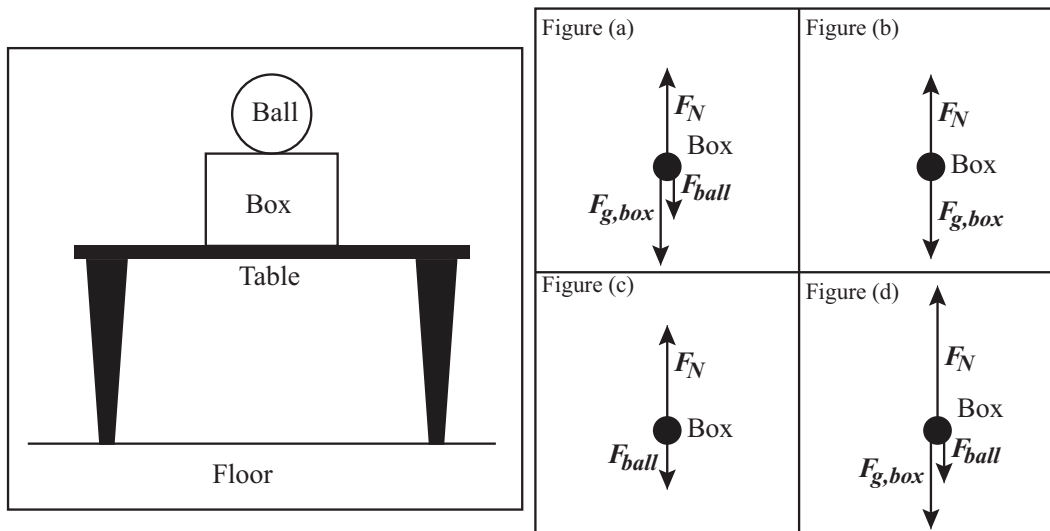 Ball
Box
Table
Floor
Figure (a)
F_N
Box
F_ball
F_g,box
Figure (b)
F_N
Box
F_g,box
Figure (c)
F_N
Box
F_ball
Figure (d)
F_N
Box
F_ball
F_g,box